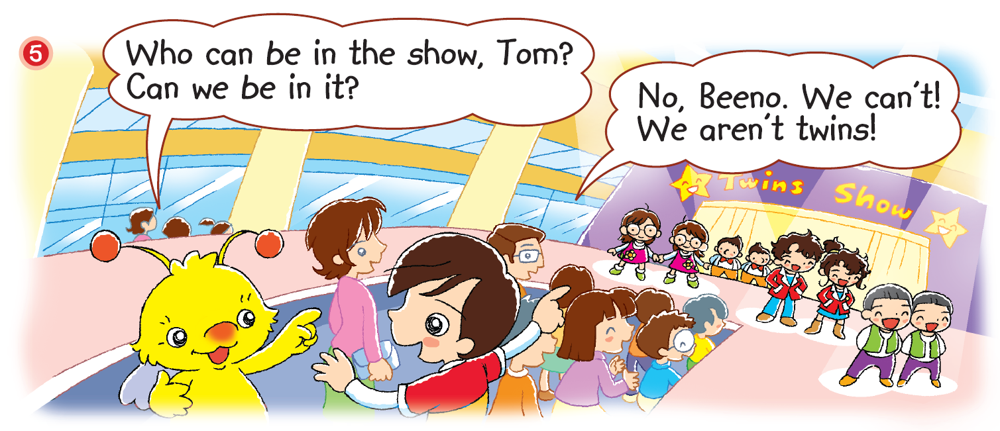 5
Who can be in the show, Tom?
Can we be in it?
No, Beeno. We can't!
We aren't twins!
Twins Show